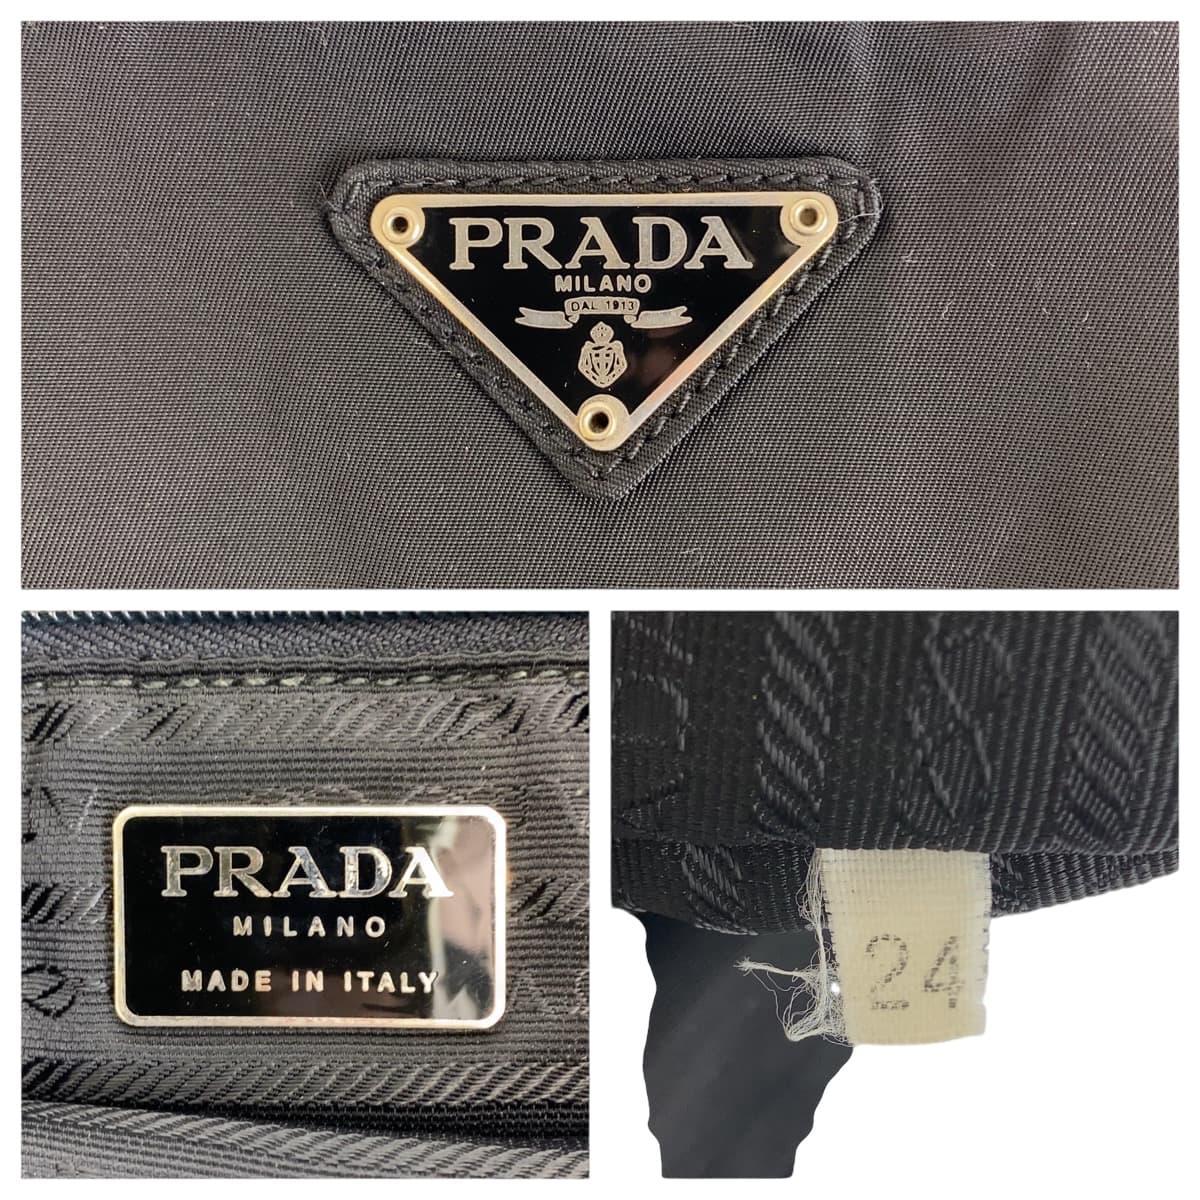 PRADA
MILANO
DAL 1913
PRADA
MILANO
MADE IN ITALY
24